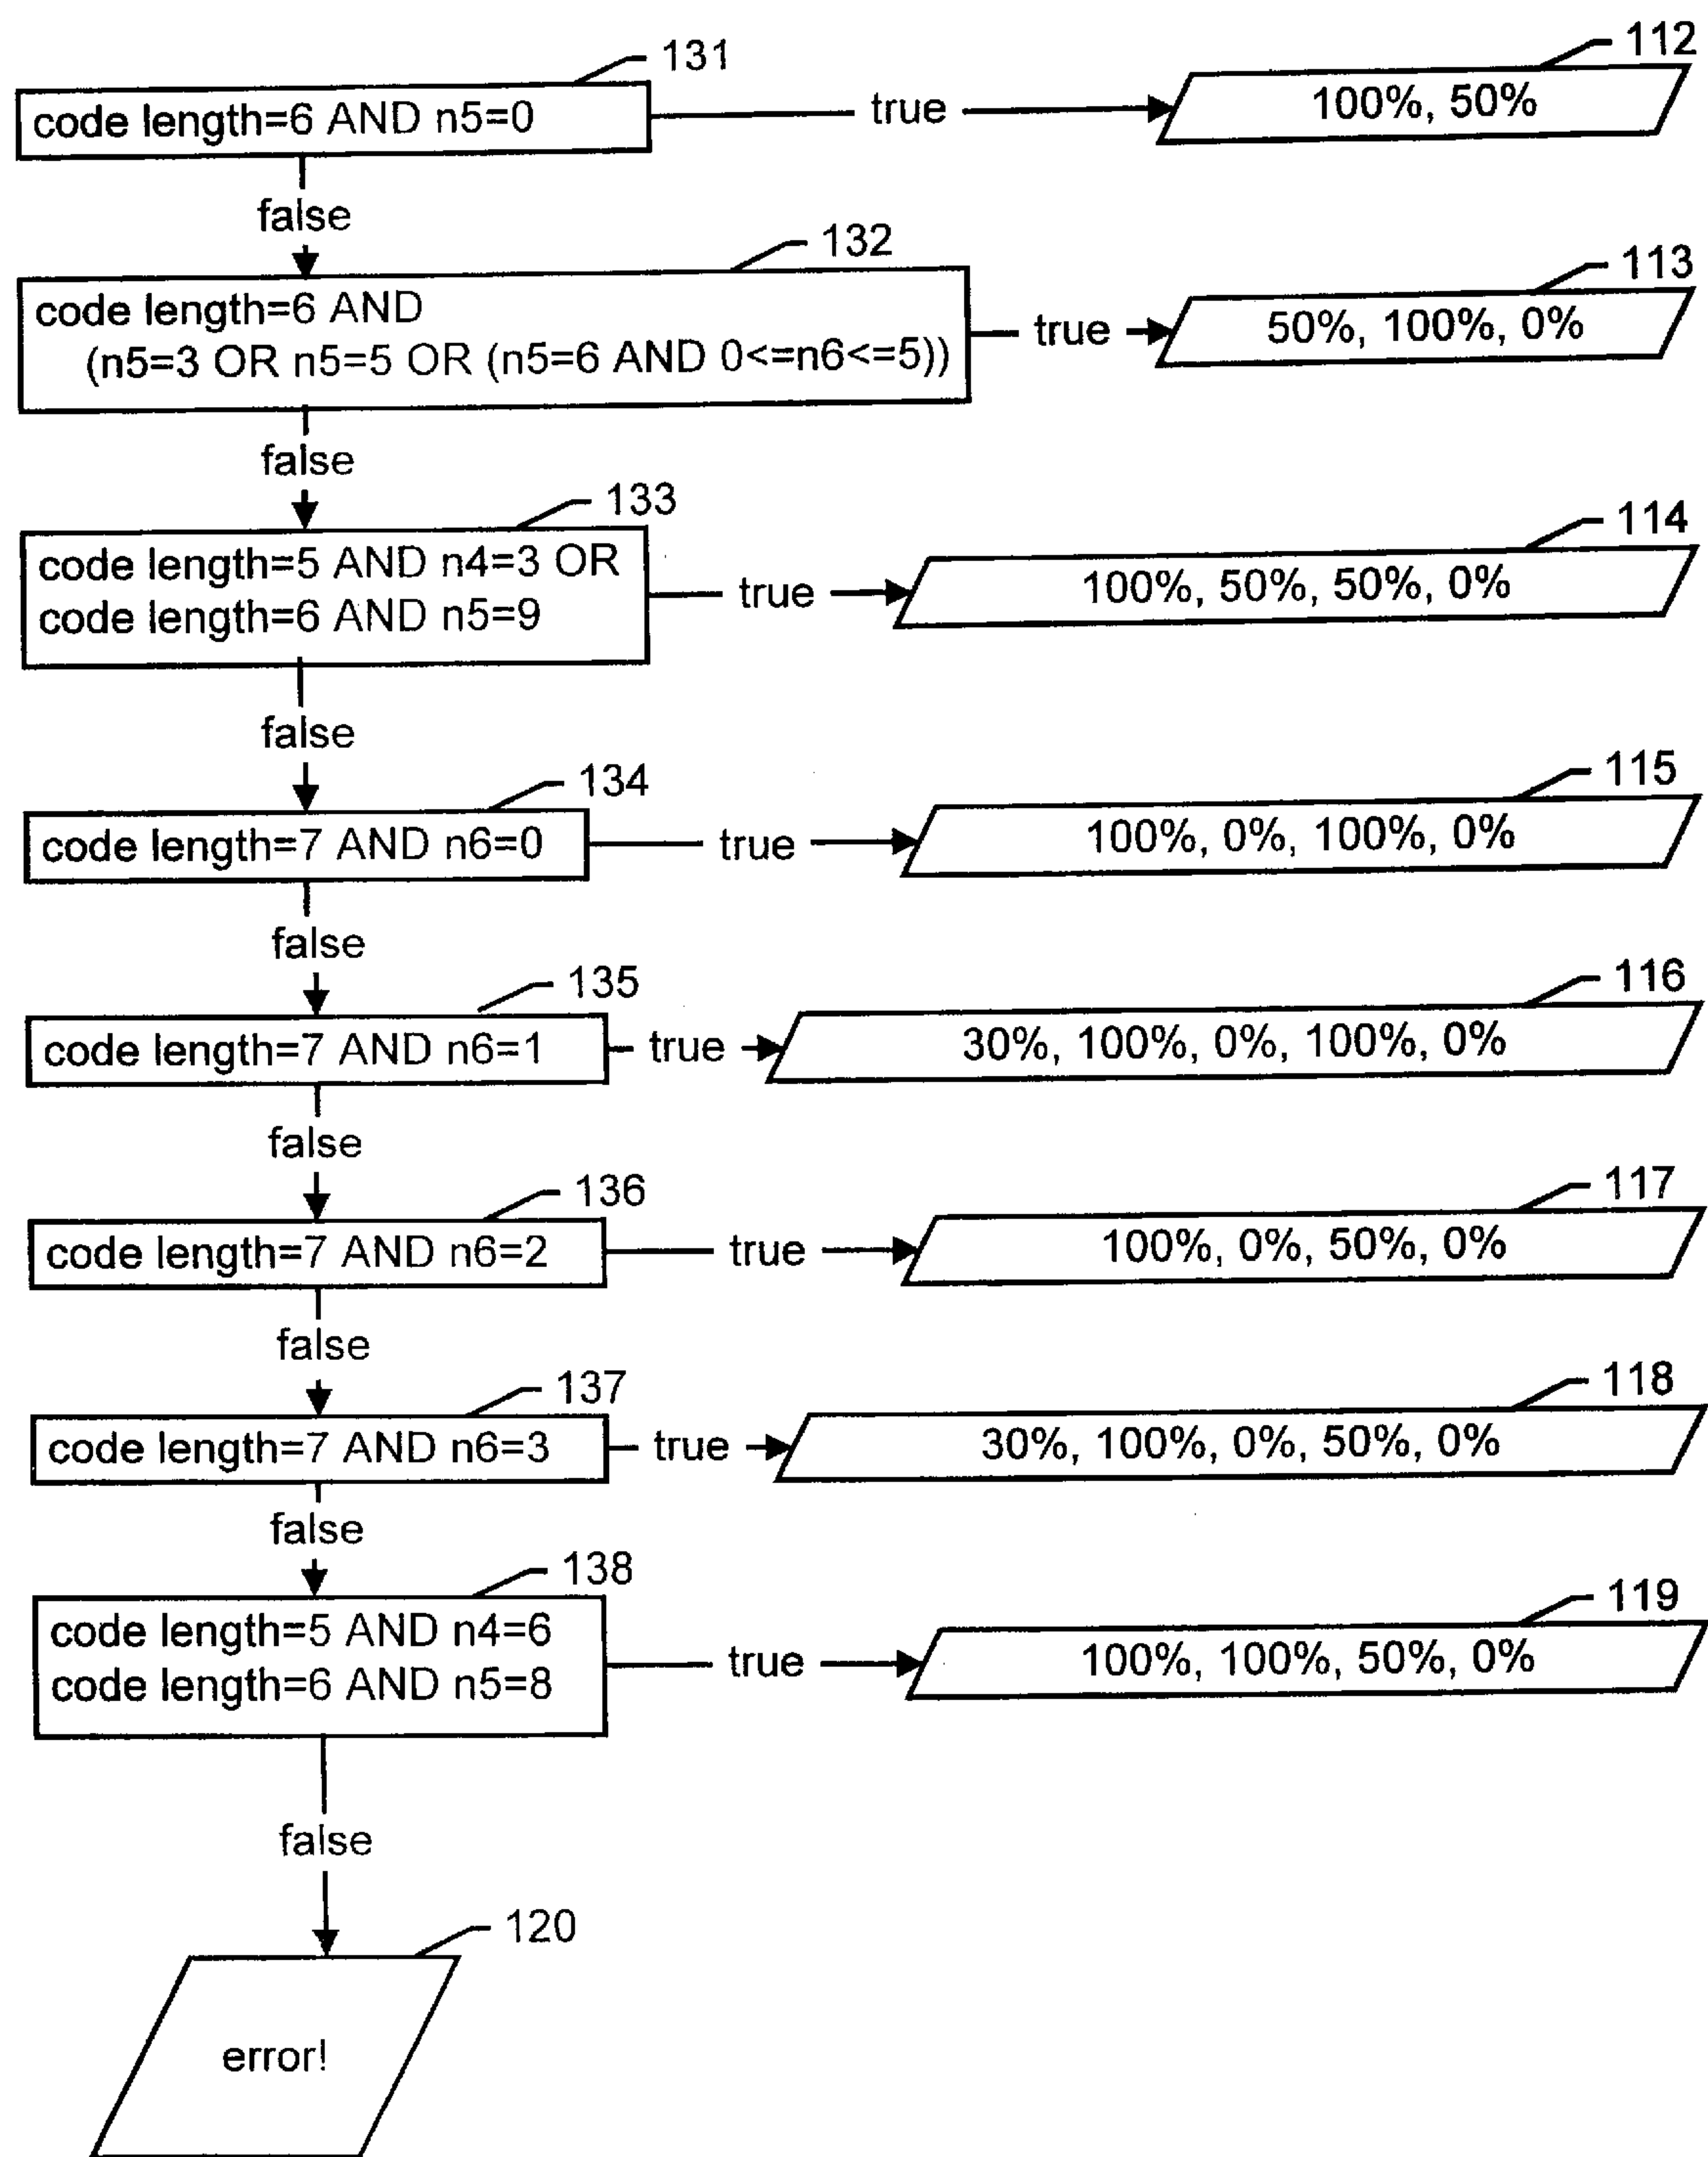 131
112
code length=6 AND n5=0
true
100%, 50%
false
132
113
code length=6 AND
(n5=3 OR n5=5 OR (n5=6 AND 0<=n6<=5))
true
50%, 100%, 0%
false
133
114
code length=5 AND n4=3 OR
code length=6 AND n5=9
true
100%, 50%, 50%, 0%
false
134
115
code length=7 AND n6=0
true
100%, 0%, 100%, 0%
false
135
116
code length=7 AND n6=1
true
30%, 100%, 0%, 100%, 0%
false
136
117
code length=7 AND n6=2
true
100%, 0%, 50%, 0%
false
137
118
code length=7 AND n6=3
true
30%, 100%, 0%, 50%, 0%
false
138
119
code length=5 AND n4=6
code length=6 AND n5=8
true
100%, 100%, 50%, 0%
false
120
error!